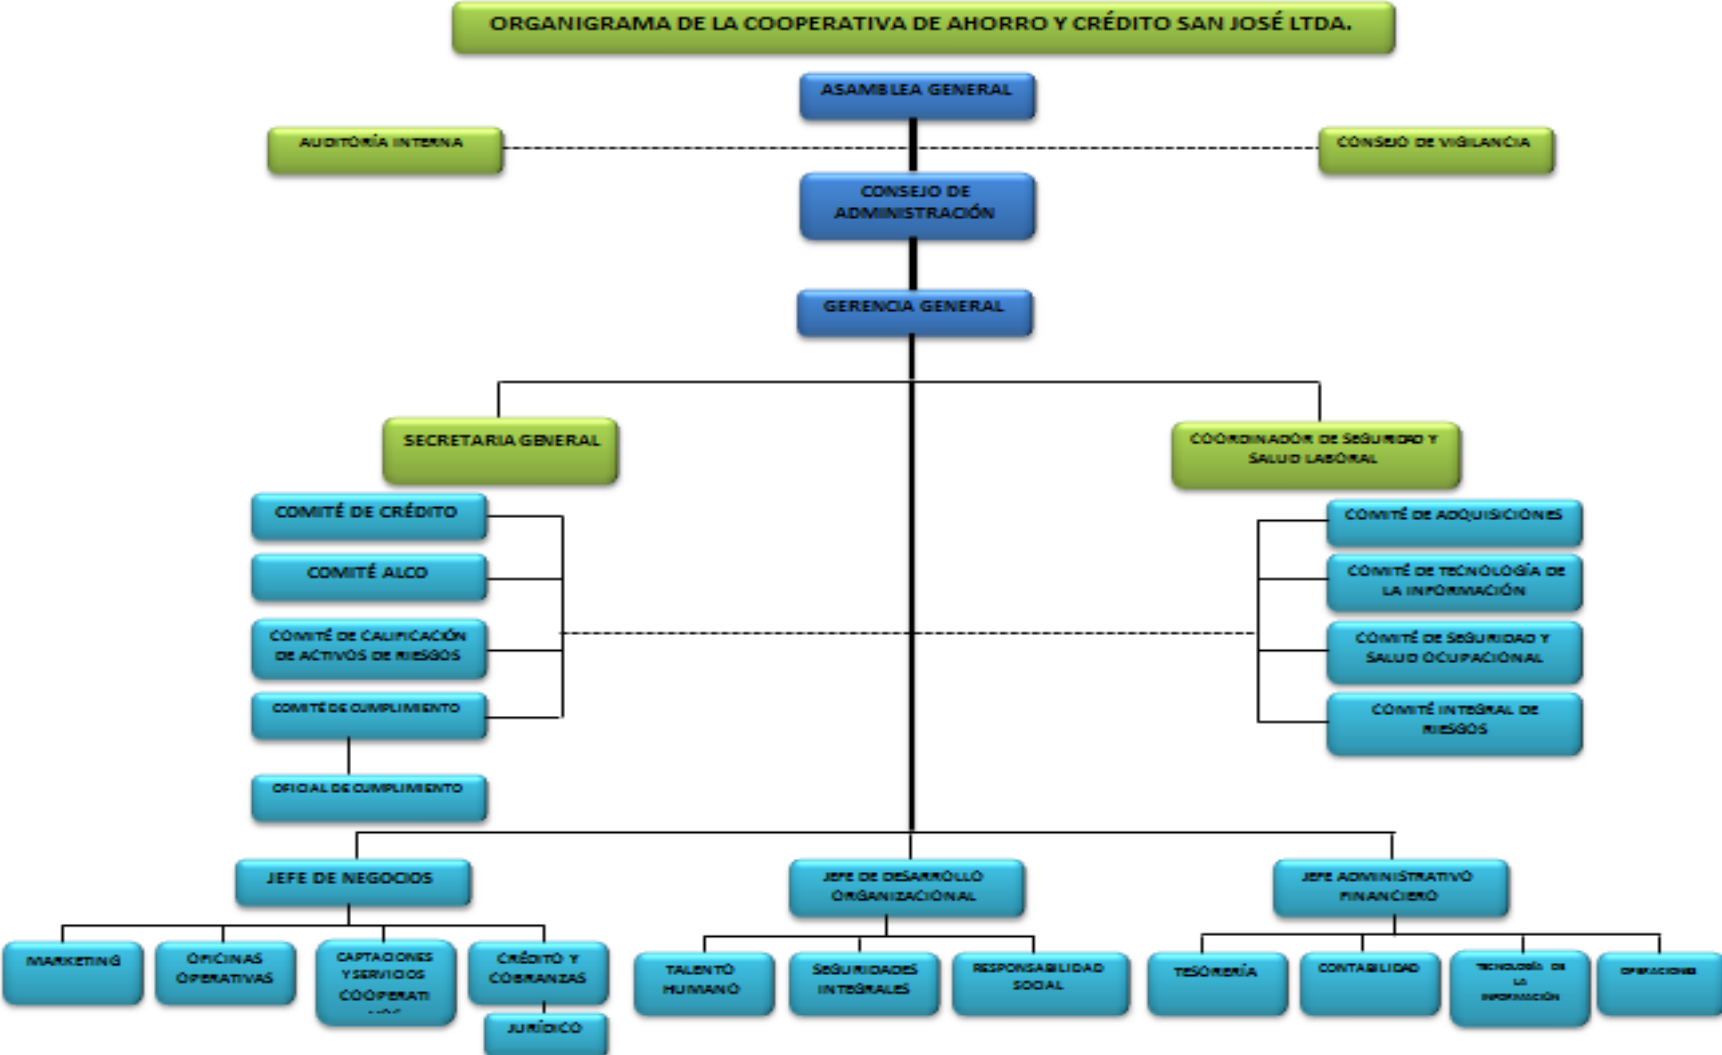 ORGANIGRAMA DE LA COOPERATIVA DE AHORRO Y CRÉDITO SAN JOSÉ LTDA.
ASAMBLEA GENERAL
AUDITORÍA INTERNA
CONSEJO DE VIGILANCIA
CONSEJO DE
ADMINISTRACIÓN
GERENCIA GENERAL
SECRETARIA GENERAL
COORDINADOR DE SEGURIDAD Y
SALUD LABORAL
COMITÉ DE CRÉDITO
COMITÉ ALCO
COMITÉ DE CALIFICACIÓN
DE ACTIVOS DE RIESGOS
COMITÉ DE CUMPLIMIENTO
OFICIAL DE CUMPLIMIENTO
COMITÉ DE ADQUISICIONES
COMITÉ DE TECNOLOGÍA DE
LA INFORMACIÓN
COMITÉ DE SEGURIDAD Y
SALUD OCUPACIONAL
COMITÉ INTEGRAL DE
RIESGOS
JEFE DE NEGOCIOS
JEFE DE DESARROLLO
ORGANIZACIONAL
JEFE ADMINISTRATIVO
FINANCIERO
MARKETING
OFICINAS
OPERATIVAS
CAPTACIONES
Y SERVICIOS
COOPERATI
CRÉDITO Y
COBRANZAS
JURÍDICO
TALENTO
HUMANO
SEGURIDADES
INTEGRALES
RESPONSABILIDAD
SOCIAL
TESORERÍA
CONTABILIDAD
TECNOLOGÍA DE
LA
INFORMACIÓN
OPERACIONES